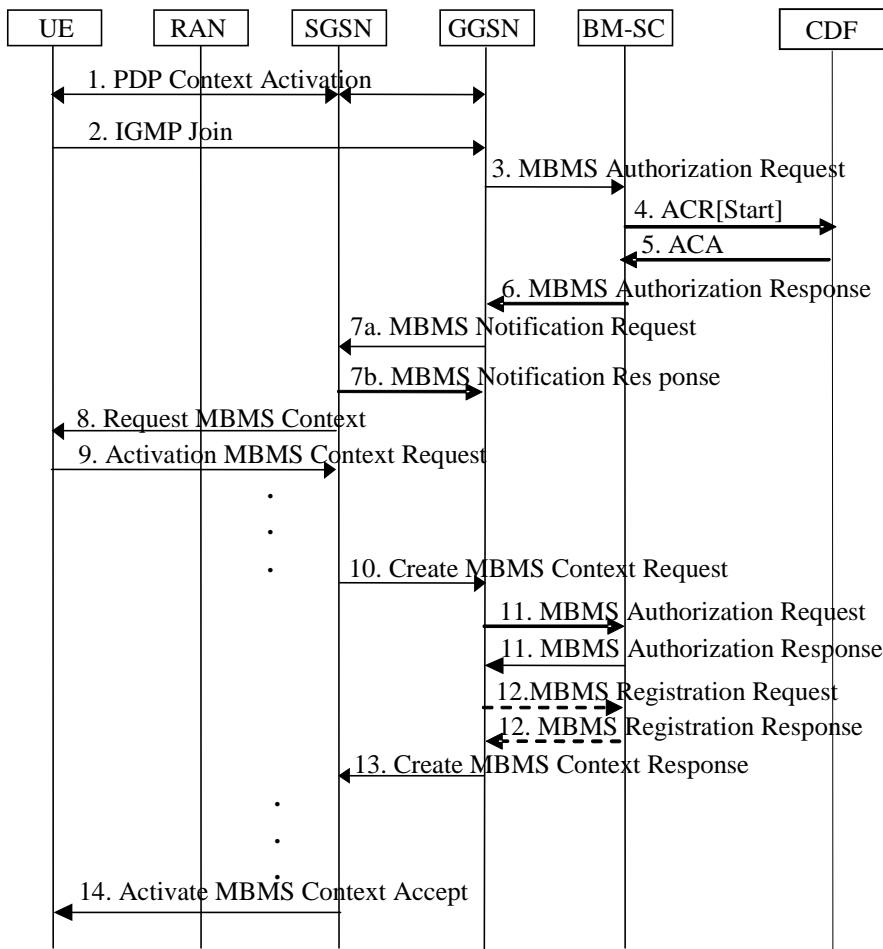 UE RAN SGSN GGSN BM-SC CDF
1. PDP Context Activation
2. IGMP Join
3. MBMS Authorization Request
4. ACR[Start]
5. ACA
6. MBMS Authorization Response
7a. MBMS Notification Request
7b. MBMS Notification Res ponse
8. Request MBMS Context
9. Activation MBMS Context Request
10. Create MBMS Context Request
11. MBMS Authorization Request
11. MBMS Authorization Response
12.MBMS Registration Request
12. MBMS Registration Response
13. Create MBMS Context Response
14. Activate MBMS Context Accept